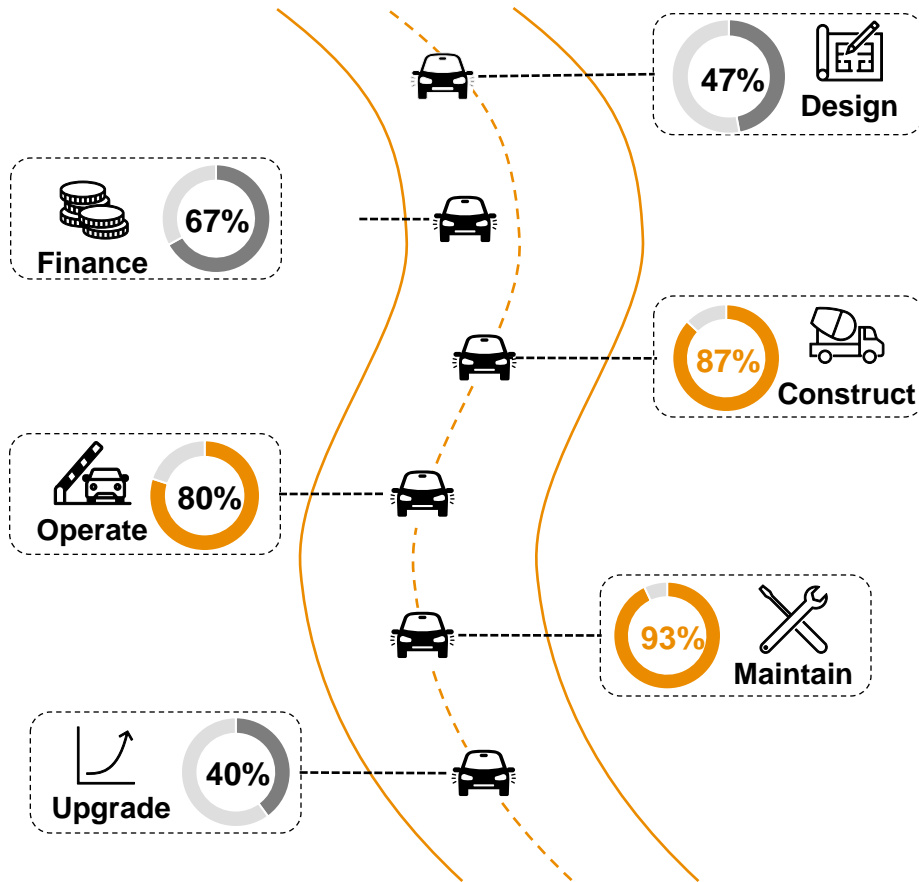 47%
Design
67%
Finance
87%
Construct
80%
Operate
93%
Maintain
40%
Upgrade